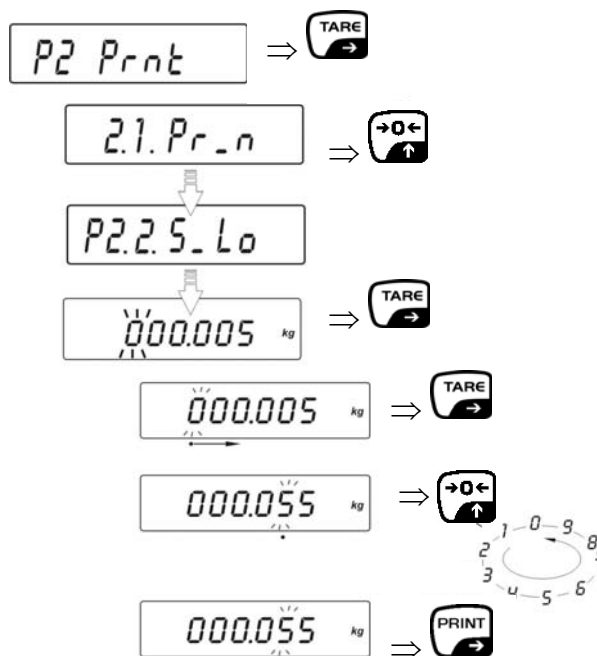 P2 Prnt ⇒ TARE →
2.1. Pr_n ⇒ →0← ↑
P2.2. S_Lo
000.005 kg ⇒ TARE →
000.005 kg ⇒ TARE →
000.055 kg ⇒ →0← ↑
1 0 9 8 6 5 4 3 2
000.055 kg ⇒ PRINT →